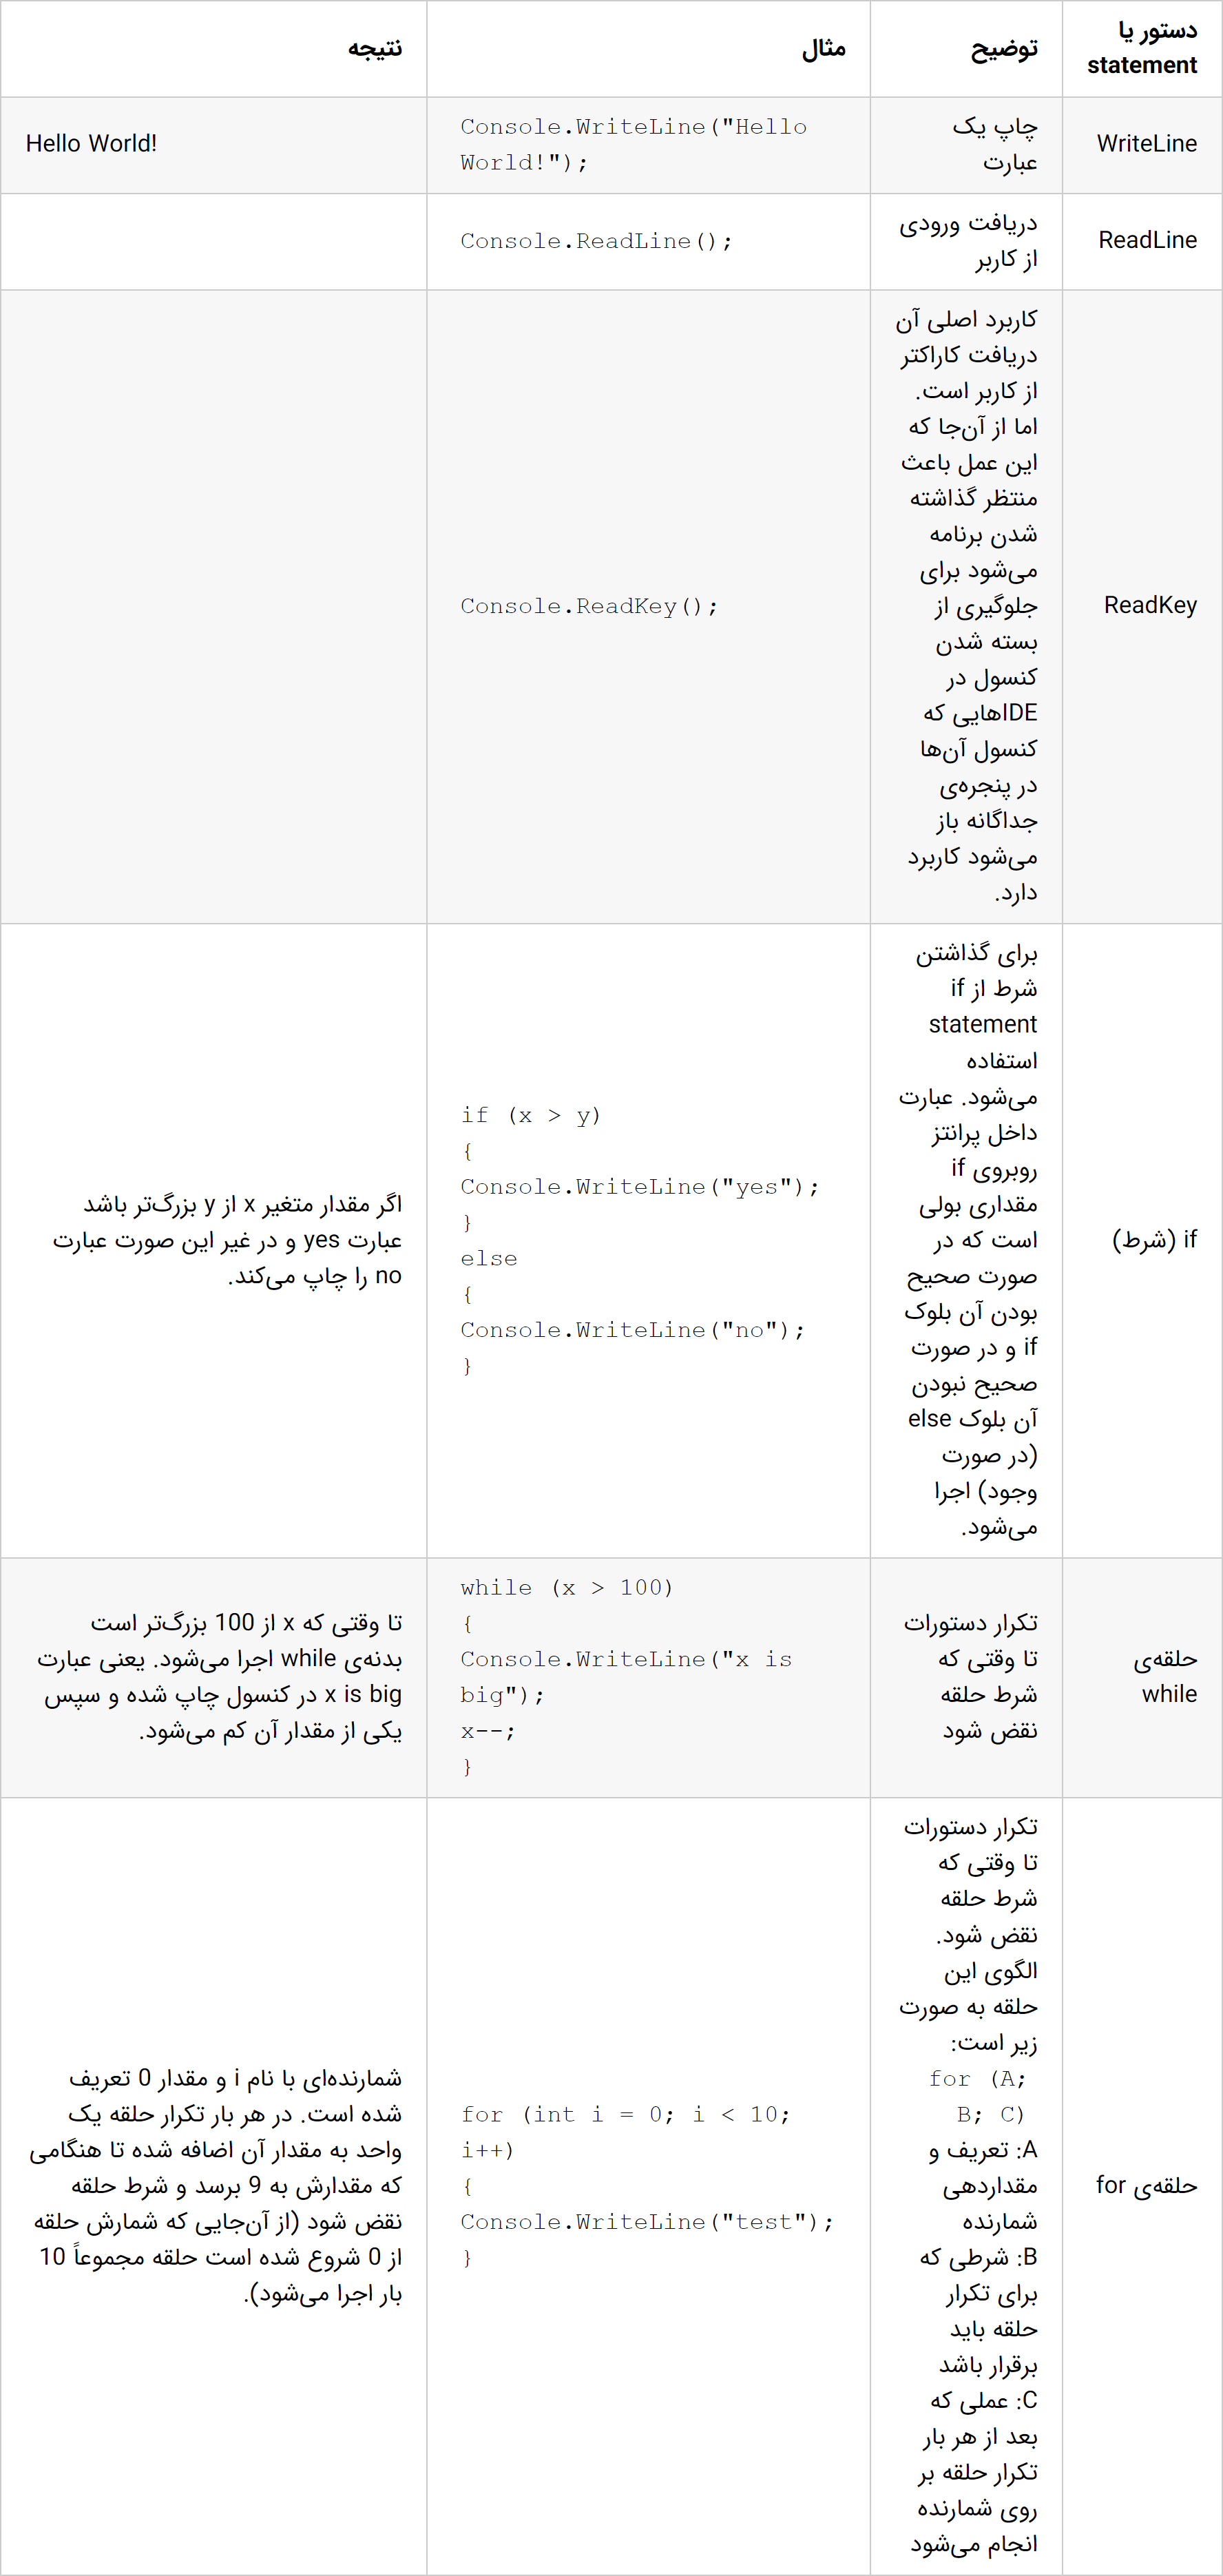 دستور یا
statement
توضیح
مثال
نتیجه
WriteLine
چاپ یک
عبارت
Console.WriteLine("Hello
World!");
Hello World!
ReadLine
دریافت ورودی
از کاربر
Console.ReadLine();
ReadKey
کاربرد اصلی آن
دریافت کاراکتر
از کاربر است.
اما از آن‌جا که
این عمل باعث
منتظر گذاشته
شدن برنامه
می‌شود برای
جلوگیری از
بسته شدن
کنسول در
IDEهایی که
کنسول آن‌ها
در پنجره‌ی
جداگانه باز
می‌شود کاربرد
دارد.
Console.ReadKey();
if (شرط)
برای گذاشتن
شرط از if
statement
استفاده
می‌شود. عبارت
داخل پرانتز
روبروی if
مقداری بولی
است که در
صورت صحیح
بودن آن بلوک
if و در صورت
صحیح نبودن
آن بلوک else
(در صورت
وجود) اجرا
می‌شود.
if (x > y)
{
Console.WriteLine("yes");
}
else
{
Console.WriteLine("no");
}
اگر مقدار متغیر x از y بزرگ‌تر باشد
عبارت yes و در غیر این صورت عبارت
no را چاپ می‌کند.
حلقه‌ی
while
تکرار دستورات
تا وقتی که
شرط حلقه
نقض شود
while (x > 100)
{
Console.WriteLine("x is
big");
x--;
}
تا وقتی که x از 100 بزرگ‌تر است
بدنه‌ی while اجرا می‌شود. یعنی عبارت
x is big در کنسول چاپ شده و سپس
یکی از مقدار آن کم می‌شود.
حلقه‌ی for
تکرار دستورات
تا وقتی که
شرط حلقه
نقض شود.
الگوی این
حلقه به صورت
زیر است:
for (A;
B; C)
A: تعریف و
مقداردهی
شمارنده
B: شرطی که
برای تکرار
حلقه باید
برقرار باشد
C: عملی که
بعد از هر بار
تکرار حلقه بر
روی شمارنده
انجام می‌شود
for (int i = 0; i < 10;
i++)
{
Console.WriteLine("test");
}
شمارنده‌ای با نام i و مقدار 0 تعریف
شده است. در هر بار تکرار حلقه یک
واحد به مقدار آن اضافه شده تا هنگامی
که مقدارش به 9 برسد و شرط حلقه
نقض شود (از آن‌جایی که شمارش حلقه
از 0 شروع شده است حلقه مجموعاً 10
بار اجرا می‌شود).